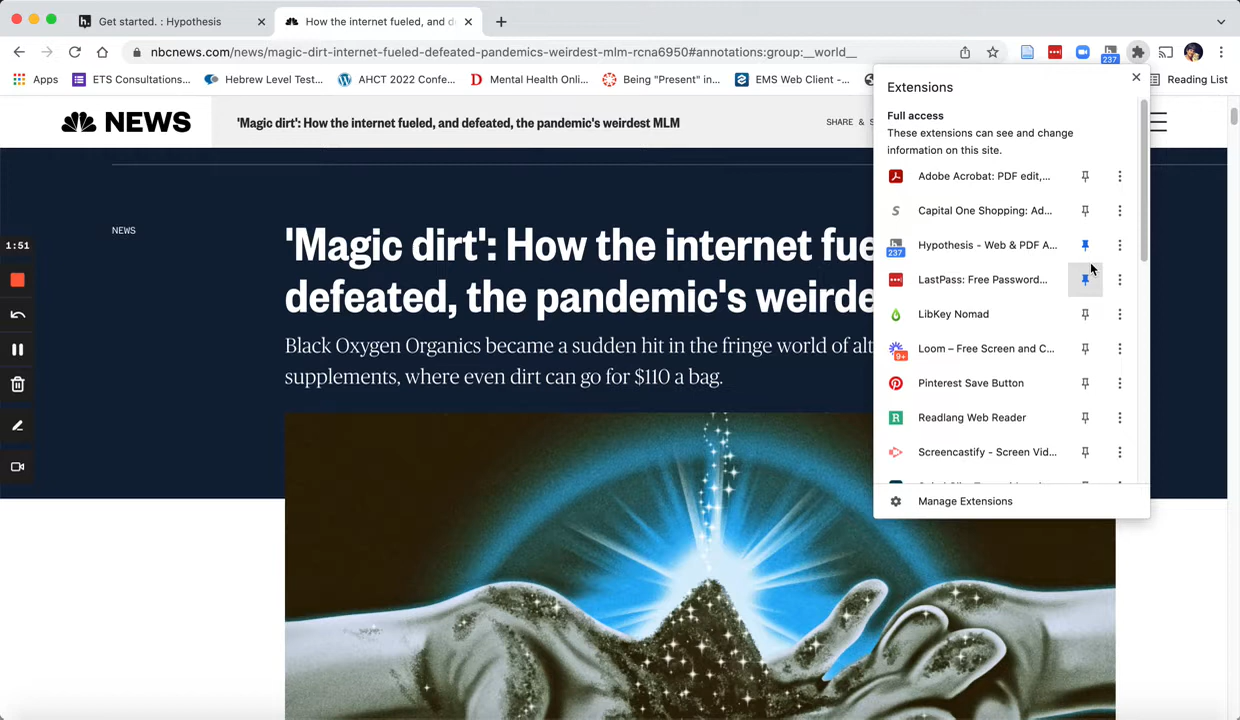 Get started. : Hypothesis
How the internet fueled, and d
nbcnews.com/news/magic-dirt-internet-fueled-defeated-pandemics-weirdest-mlm-rcna6950#annotations:group:__world__
237
Apps
ETS Consultations...
Hebrew Level Test...
AHCT 2022 Confe...
Mental Health Onli...
Being "Present" in...
EMS Web Client -...
Reading List
NEWS
'Magic dirt': How the internet fueled, and defeated, the pandemic's weirdest MLM
SHARE & S
Extensions
Full access
These extensions can see and change
information on this site.
Adobe Acrobat: PDF edit,...
Capital One Shopping: Ad...
Hypothesis - Web & PDF A...
237
LastPass: Free Password...
LibKey Nomad
Loom – Free Screen and C...
9+
Pinterest Save Button
Readlang Web Reader
Screencastify - Screen Vid...
Manage Extensions
1:51
NEWS
'Magic dirt': How the internet fue
defeated, the pandemic's weirde
Black Oxygen Organics became a sudden hit in the fringe world of alt
supplements, where even dirt can go for $110 a bag.